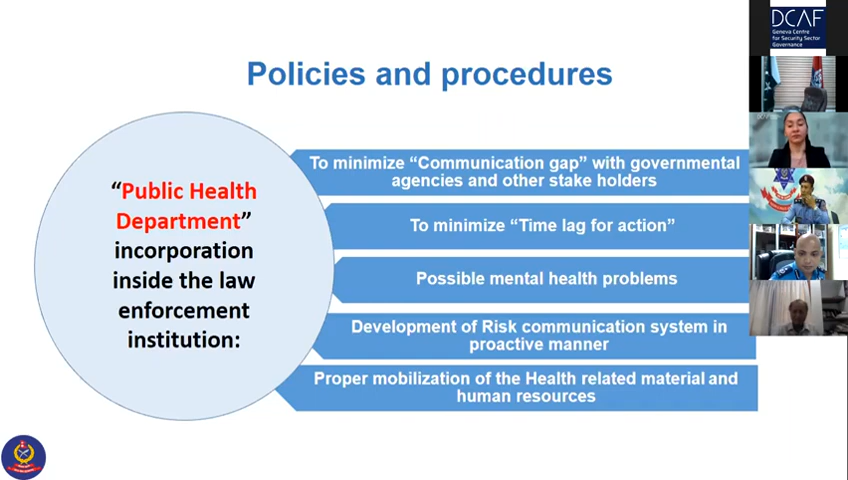 DCAF
Geneva Centre
for Security Sector
Governance
Policies and procedures
“Public Health
Department”
incorporation
inside the law
enforcement
institution:
To minimize “Communication gap” with governmental
agencies and other stake holders
To minimize “Time lag for action”
Possible mental health problems
Development of Risk communication system in
proactive manner
Proper mobilization of the Health related material and
human resources